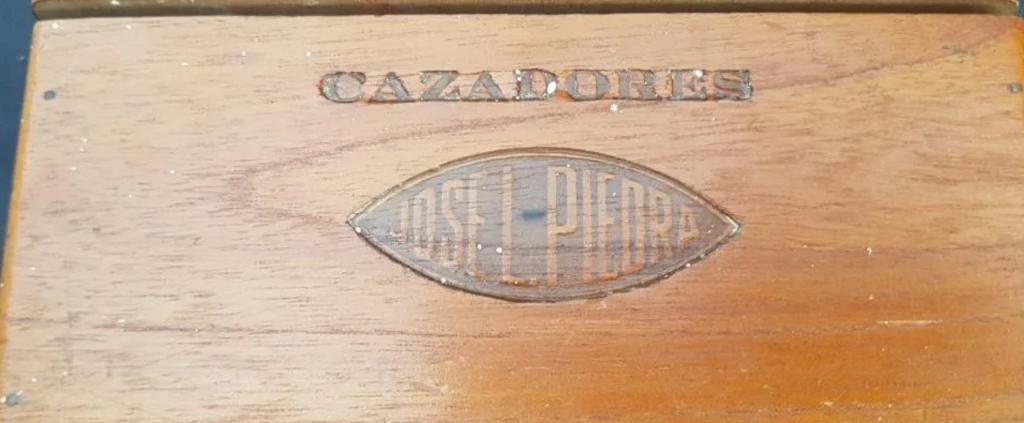 CAZADORES
JOSE L. PIEDRA